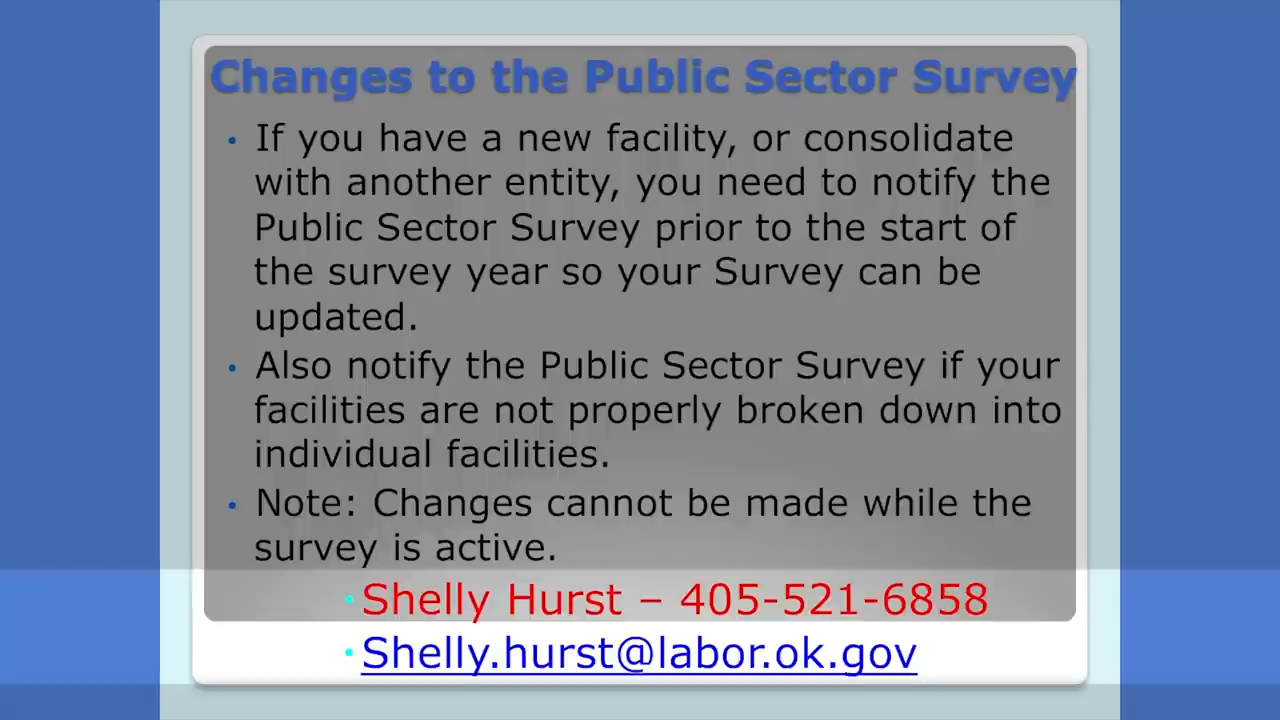 Changes to the Public Sector Survey
• If you have a new facility, or consolidate
with another entity, you need to notify the
Public Sector Survey prior to the start of
the survey year so your Survey can be
updated.
• Also notify the Public Sector Survey if your
facilities are not properly broken down into
individual facilities.
• Note: Changes cannot be made while the
survey is active.
• Shelly Hurst – 405-521-6858
• Shelly.hurst@labor.ok.gov